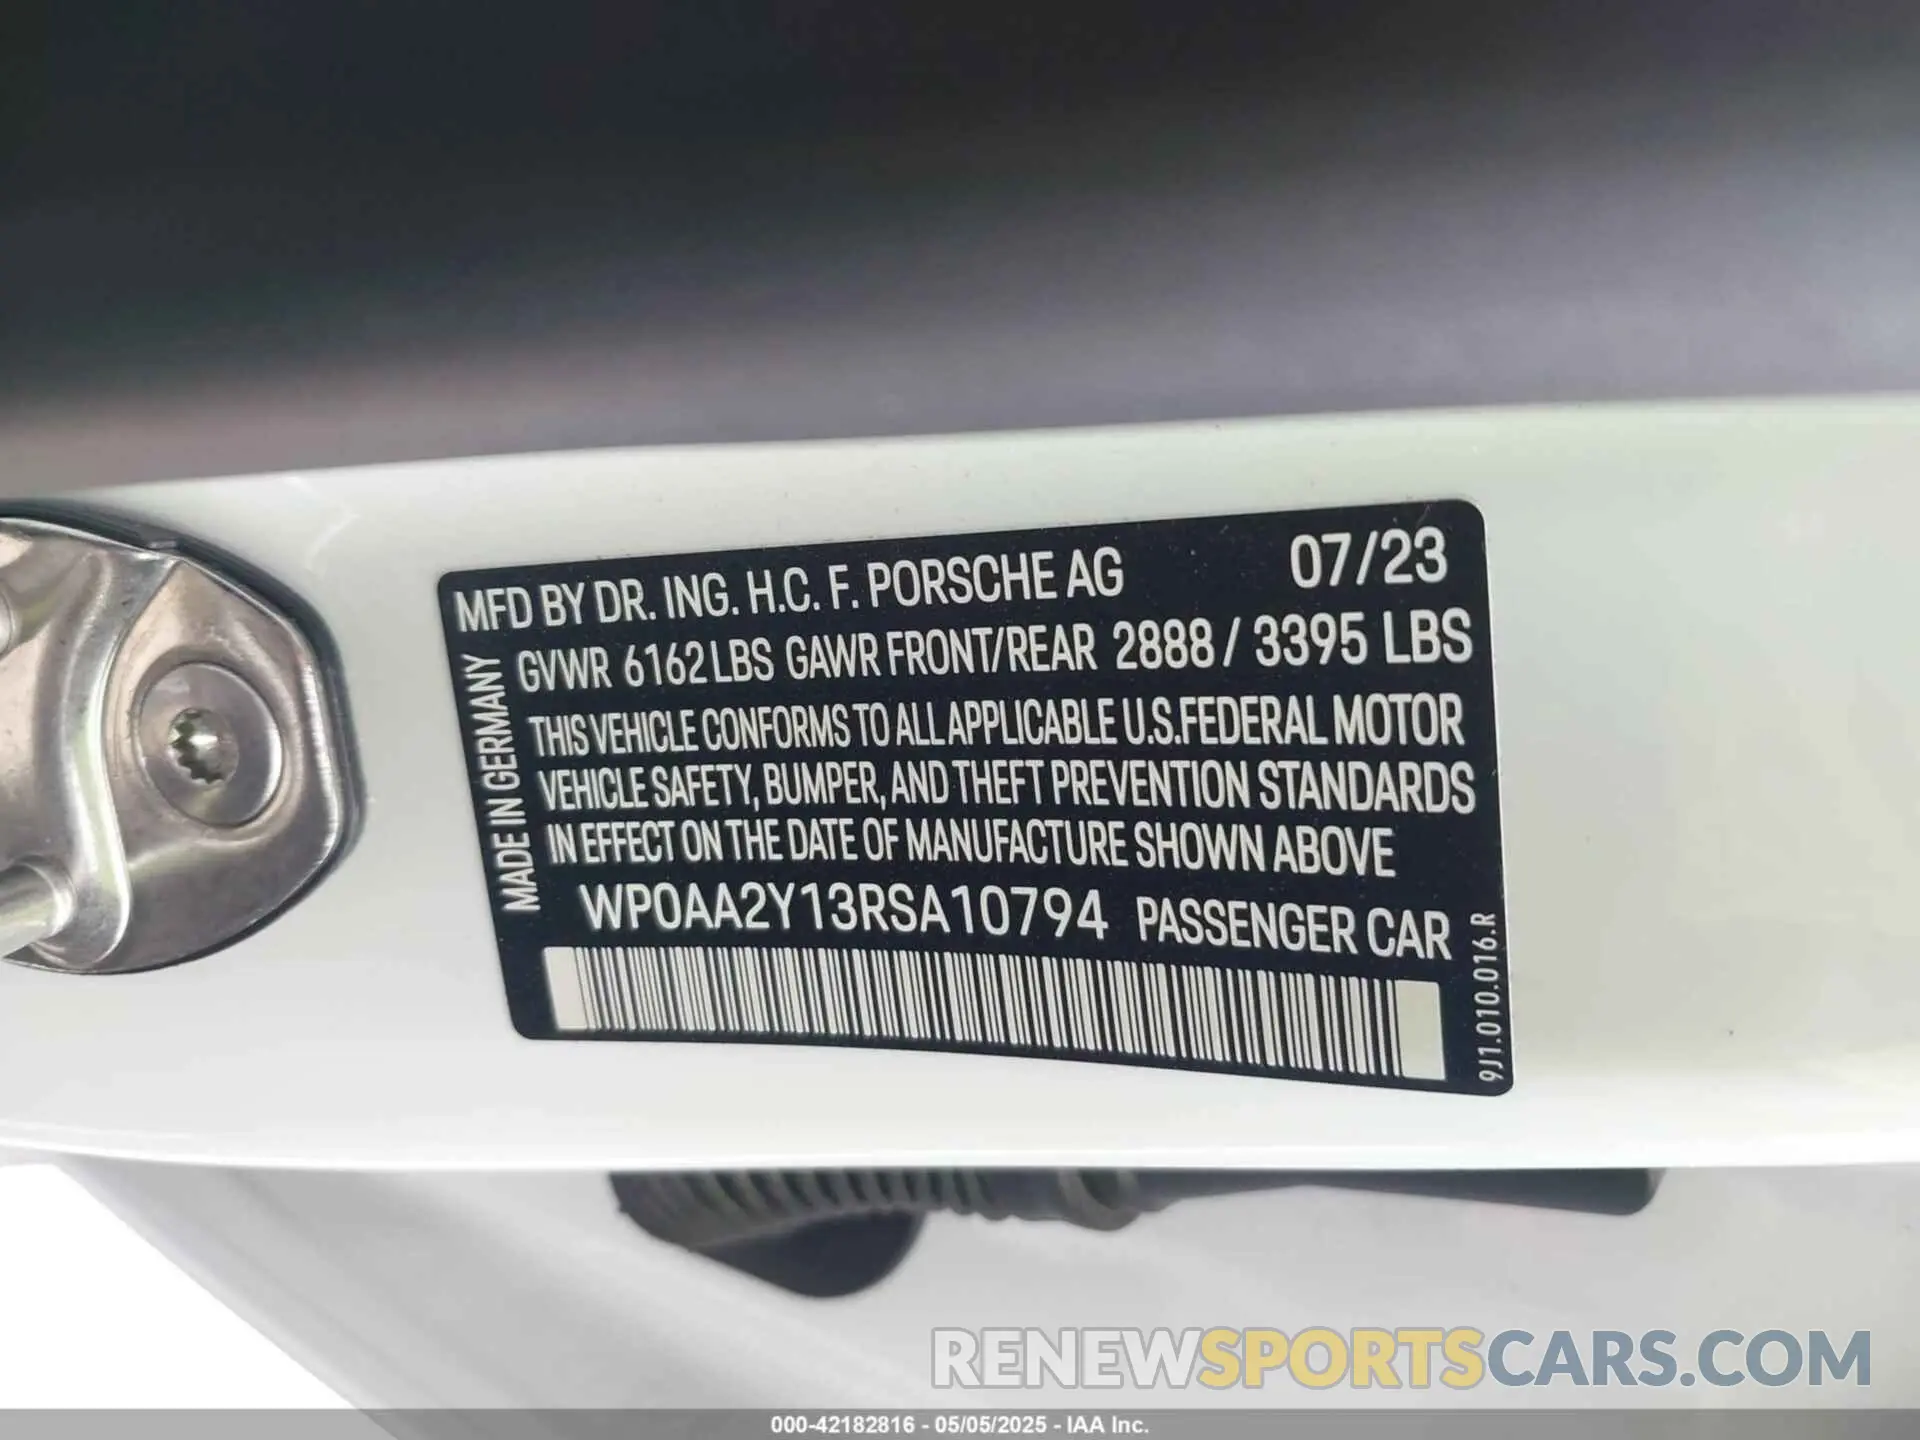 MFD BY DR. ING. H.C. F. PORSCHE AG 07/23
GVWR 6162 LBS GAWR FRONT/REAR 2888 / 3395 LBS
THIS VEHICLE CONFORMS TO ALL APPLICABLE U.S.FEDERAL MOTOR
VEHICLE SAFETY, BUMPER, AND THEFT PREVENTION STANDARDS
IN EFFECT ON THE DATE OF MANUFACTURE SHOWN ABOVE
WP0AA2Y13RSA10794 PASSENGER CAR
MADE IN GERMANY
9J1.010.016.R
RENEWSPORTSCARS.COM
000-42182816 - 05/05/2025 - IAA Inc.